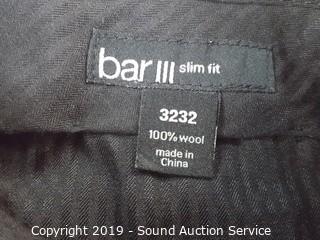 bar III slim fit
3232
100% wool
made in
China
Copyright 2019 - Sound Auction Service